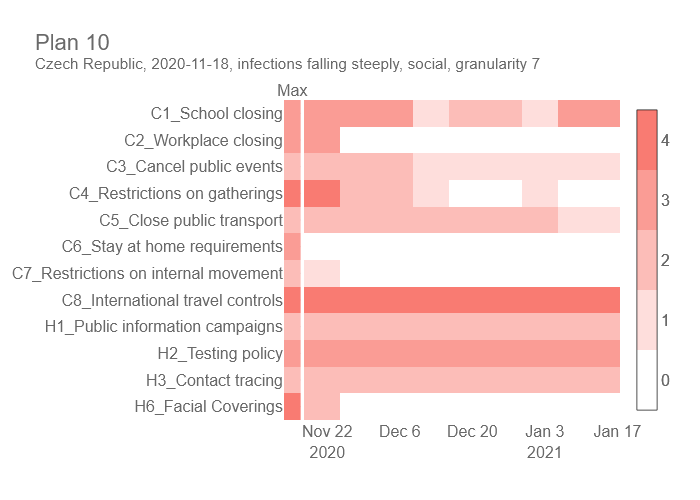 Plan 10
Czech Republic, 2020-11-18, infections falling steeply, social, granularity 7
Max
C1_School closing
C2_Workplace closing
C3_Cancel public events
C4_Restrictions on gatherings
C5_Close public transport
C6_Stay at home requirements
C7_Restrictions on internal movement
C8_International travel controls
H1_Public information campaigns
H2_Testing policy
H3_Contact tracing
H6_Facial Coverings
Nov 22 Dec 6 Dec 20 Jan 3 Jan 17
2020 2021
4
3
2
1
0